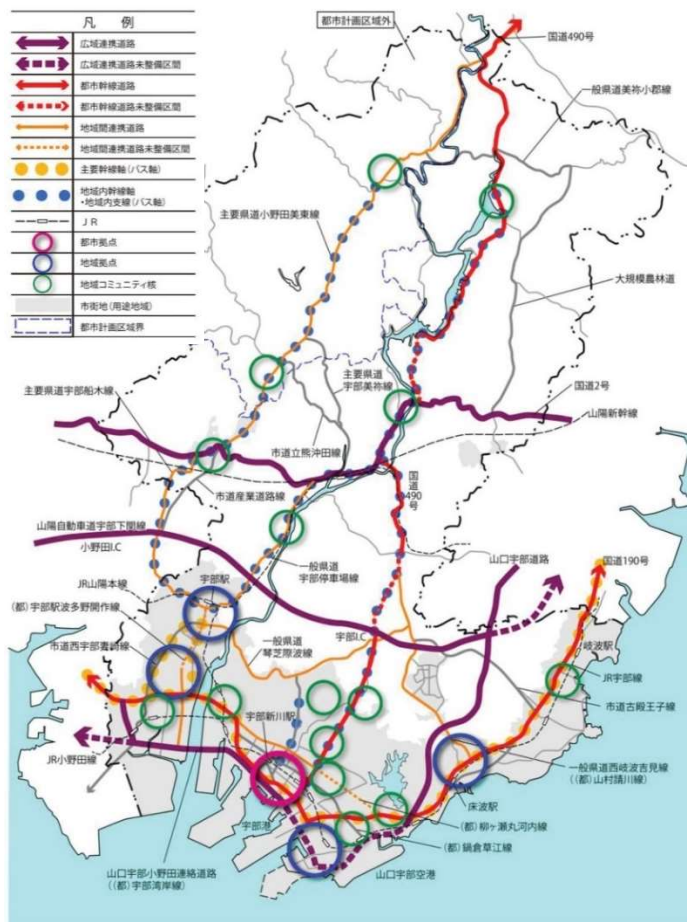 凡　例
広域連携道路
広域連携道路未整備区間
都市幹線道路
都市幹線道路未整備区間
地域間連携道路
地域間連携道路未整備区間
主要幹線軸(バス軸)
地域内幹線軸
・地域内支線(バス軸)
ＪＲ
都市拠点
地域拠点
地域コミュニティ核
市街地(用途地域)
都市計画区域界
都市計画区域外
国道490号
一般県道美祢小郡線
主要県道小野田美東線
大規模農林道
主要県道宇部船木線
主要県道
宇部美祢線
国道2号
山陽新幹線
市道立熊沖田線
市道産業道路線
国道
490
号
山陽自動車道宇部下関線
小野田I.C
一般県道
宇部停車場線
山口宇部道路
国道190号
JR山陽本線
宇部駅
(都)宇部駅波多野開作線
宇部I.C
一般県道
琴芝際波線
岐波駅
JR宇部線
市道西宇部妻崎線
市道古殿王子線
宇部新川駅
JR小野田線
一般県道西岐波吉見線
((都)山村請川線)
床波駅
宇部港
(都)柳ヶ瀬丸河内線
(都)鍋倉草江線
山口宇部空港
山口宇部小野田連絡道路
((都)宇部湾岸線)